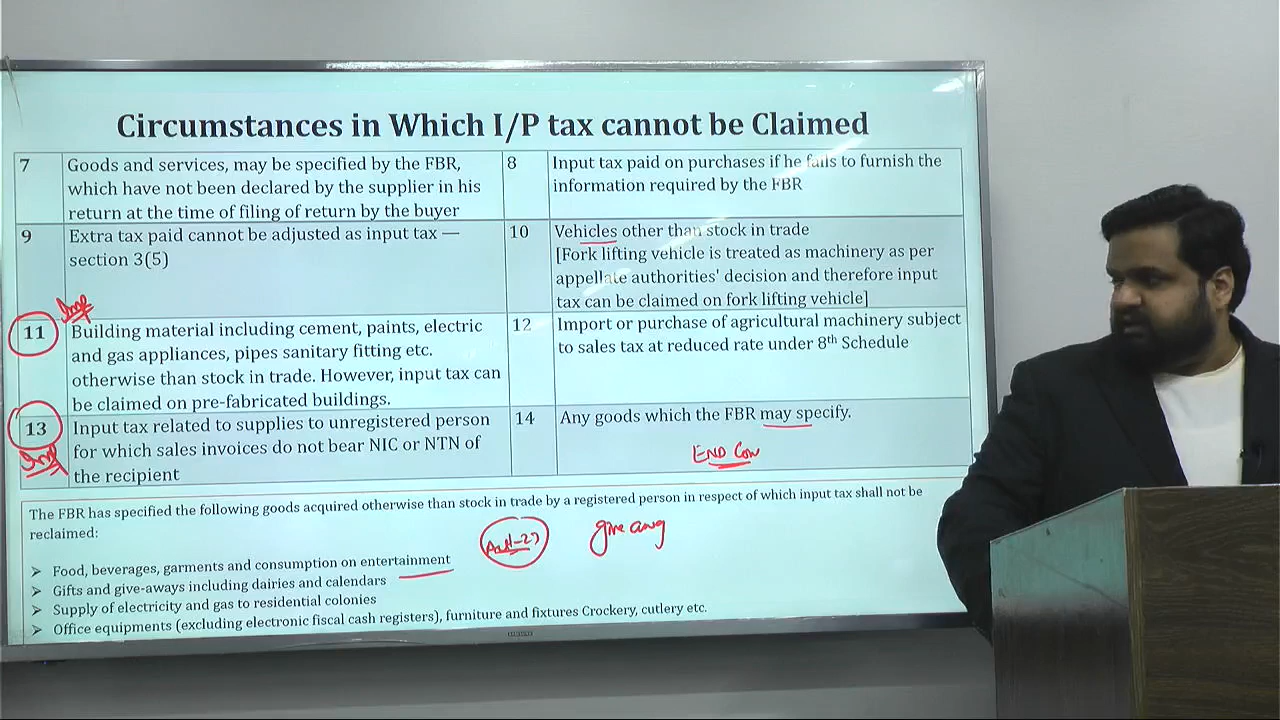 Circumstances in Which I/P tax cannot be Claimed
7
Goods and services, may be specified by the FBR,
which have not been declared by the supplier in his
return at the time of filing of return by the buyer
8
Input tax paid on purchases if he fails to furnish the
information required by the FBR
9
Extra tax paid cannot be adjusted as input tax —
section 3(5)
10
Vehicles other than stock in trade
[Fork lifting vehicle is treated as machinery as per
appellate authorities' decision and therefore input
tax can be claimed on fork lifting vehicle]
Imp
11
Building material including cement, paints, electric
and gas appliances, pipes sanitary fitting etc.
otherwise than stock in trade. However, input tax can
be claimed on pre-fabricated buildings.
12
Import or purchase of agricultural machinery subject
to sales tax at reduced rate under 8th Schedule
13
Imp
Input tax related to supplies to unregistered person
for which sales invoices do not bear NIC or NTN of
the recipient
14
Any goods which the FBR may specify.
END Con
The FBR has specified the following goods acquired otherwise than stock in trade by a registered person in respect of which input tax shall not be
reclaimed:
give away
➤ Food, beverages, garments and consumption on entertainment
➤ Gifts and give-aways including dairies and calendars
➤ Supply of electricity and gas to residential colonies
➤ Office equipments (excluding electronic fiscal cash registers), furniture and fixtures Crockery, cutlery etc.